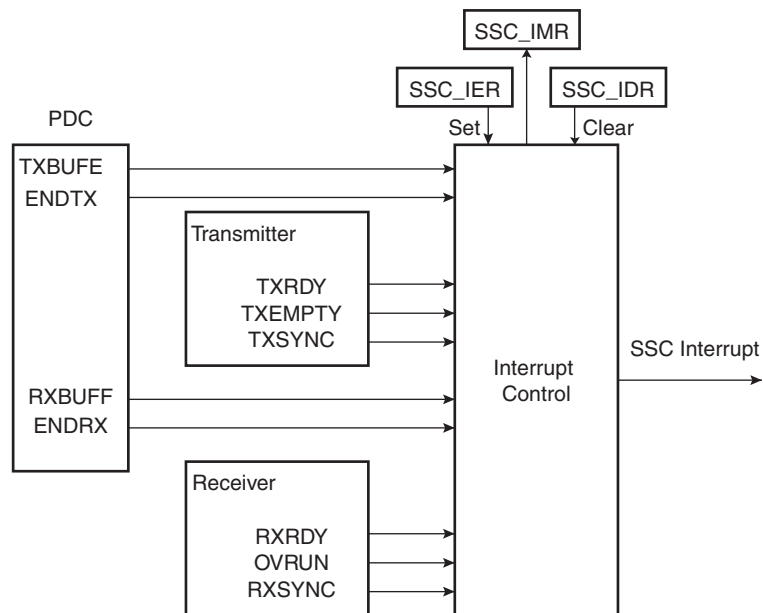 SSC_IMR
SSC_IER
SSC_IDR
PDC
Set
Clear
TXBUFE
ENDTX
Transmitter
TXRDY
TXEMPTY
TXSYNC
SSC Interrupt
Interrupt
Control
RXBUFF
ENDRX
Receiver
RXRDY
OVRUN
RXSYNC